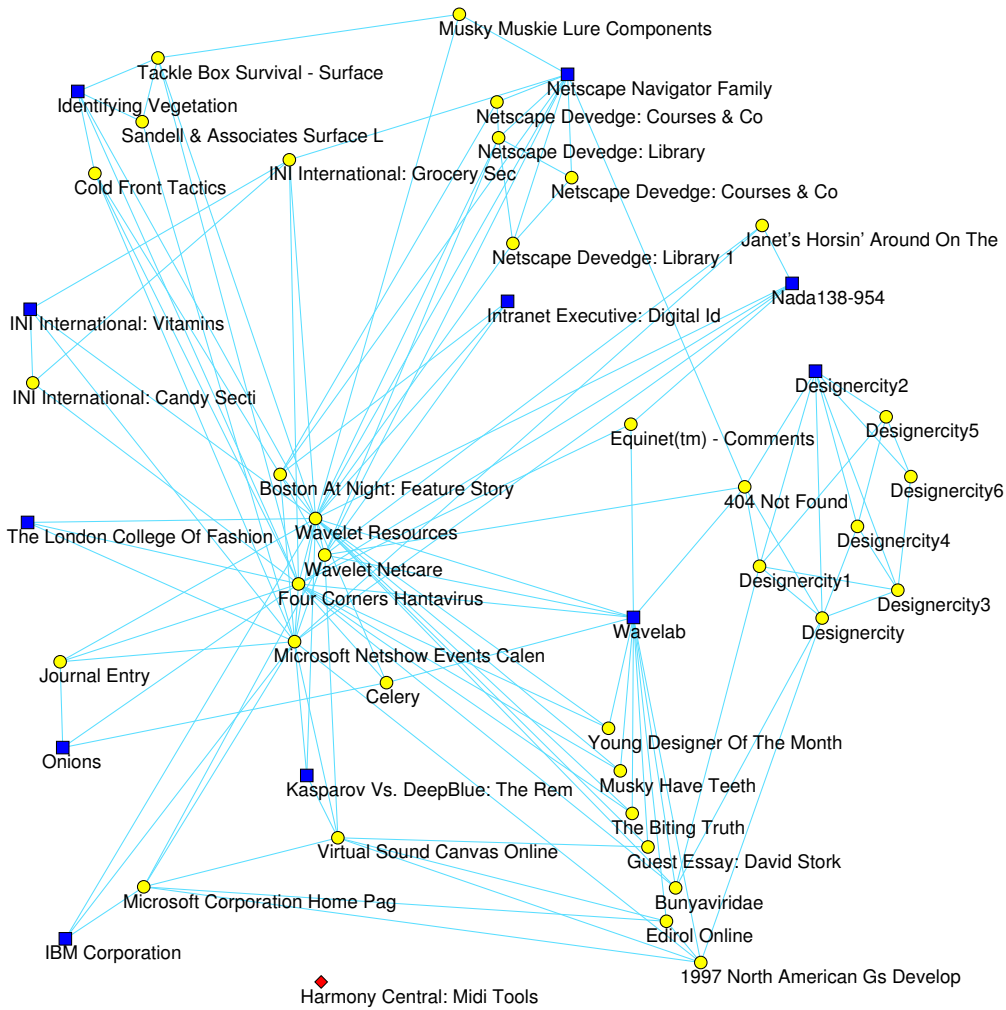 Musky Muskie Lure Components
Tackle Box Survival - Surface
Netscape Navigator Family
Identifying Vegetation
Netscape Devedge: Courses & Co
Sandell & Associates Surface L
Netscape Devedge: Library
INI International: Grocery Sec
Cold Front Tactics
Netscape Devedge: Courses & Co
Janet's Horsin' Around On The
Netscape Devedge: Library 1
Nada138-954
Intranet Executive: Digital Id
INI International: Vitamins
Designercity2
INI International: Candy Secti
Designercity5
Equinet(tm) - Comments
Boston At Night: Feature Story
Designercity6
404 Not Found
Wavelet Resources
The London College Of Fashion
Designercity4
Wavelet Netcare
Designercity1
Four Corners Hantavirus
Designercity3
Wavelab
Designercity
Microsoft Netshow Events Calen
Journal Entry
Celery
Young Designer Of The Month
Onions
Musky Have Teeth
Kasparov Vs. DeepBlue: The Rem
The Biting Truth
Virtual Sound Canvas Online
Guest Essay: David Stork
Microsoft Corporation Home Pag
Bunyaviridae
Edirol Online
IBM Corporation
1997 North American Gs Develop
Harmony Central: Midi Tools